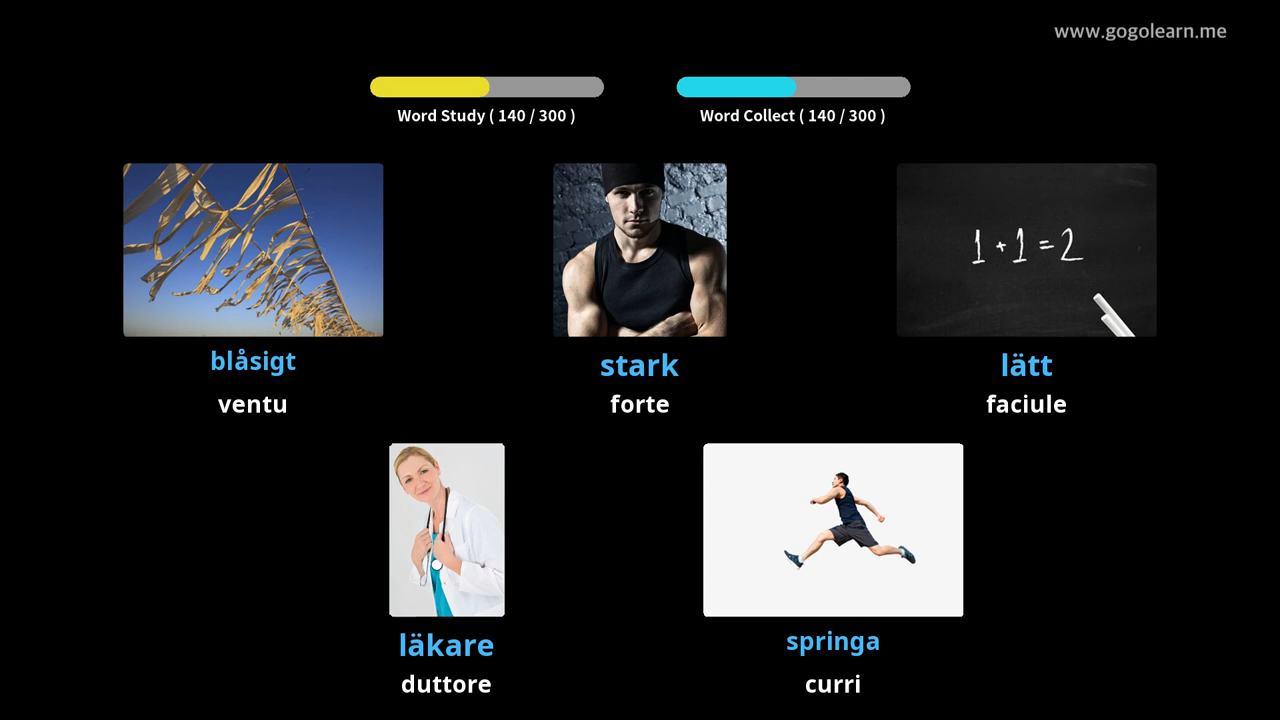 www.gogolearn.me
Word Study ( 140 / 300 )
Word Collect ( 140 / 300 )
1 + 1 = 2
blåsigt
ventu
stark
forte
lätt
faciule
läkare
duttore
springa
curri